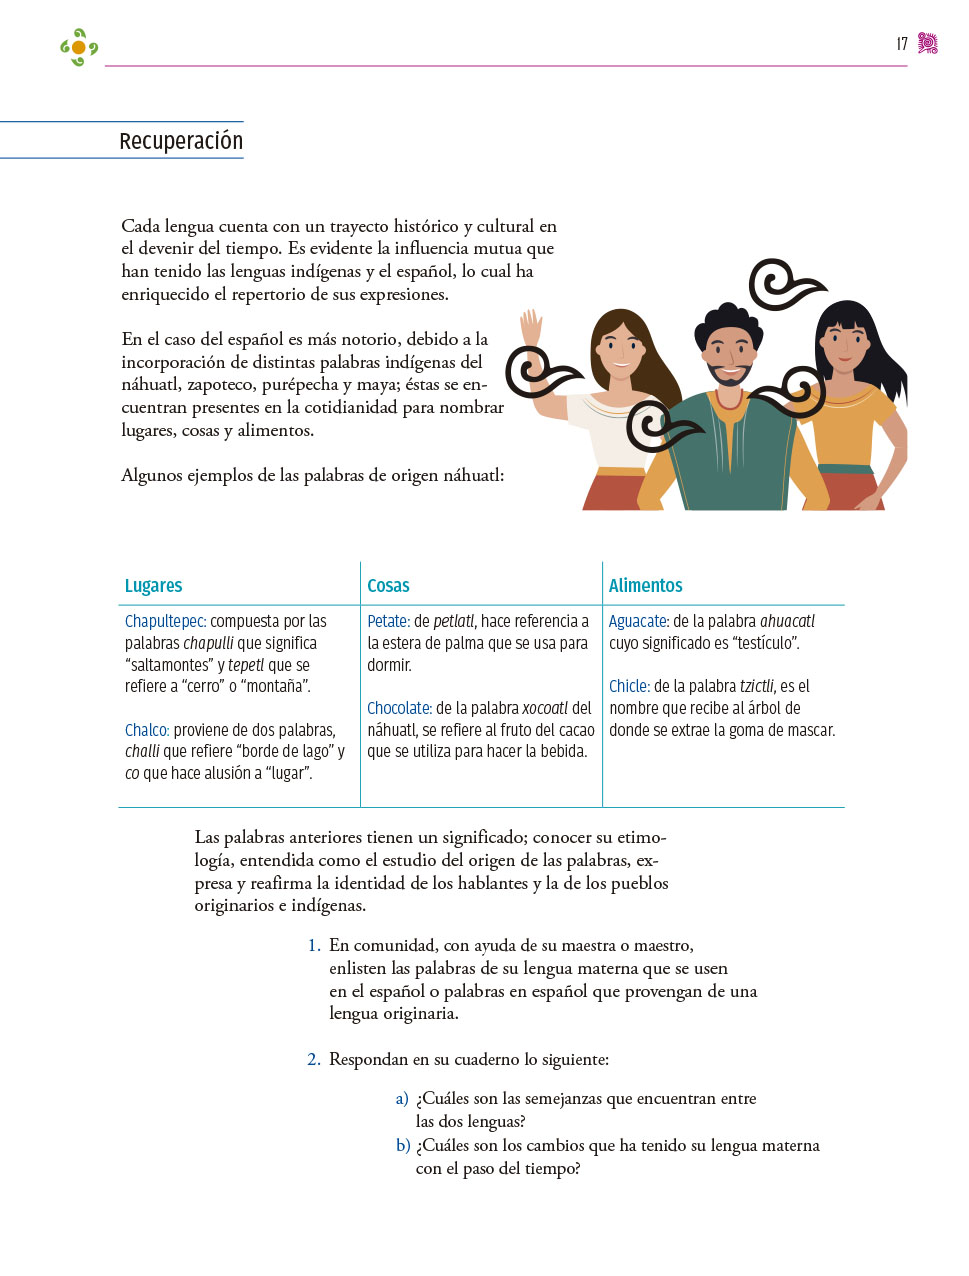 17
Recuperación
Cada lengua cuenta con un trayecto histórico y cultural en
el devenir del tiempo. Es evidente la influencia mutua que
han tenido las lenguas indígenas y el español, lo cual ha
enriquecido el repertorio de sus expresiones.
En el caso del español es más notorio, debido a la
incorporación de distintas palabras indígenas del
náhuatl, zapoteco, purépecha y maya; éstas se en-
cuentran presentes en la cotidianidad para nombrar
lugares, cosas y alimentos.
Algunos ejemplos de las palabras de origen náhuatl:
Lugares
Chapultepec: compuesta por las
palabras chapulli que significa
“saltamontes” y tepetl que se
refiere a “cerro” o “montaña”.
Chalco: proviene de dos palabras,
challi que refiere “borde de lago” y
co que hace alusión a “lugar”.
Cosas
Petate: de petlatl, hace referencia a
la estera de palma que se usa para
dormir.
Chocolate: de la palabra xocoatl del
náhuatl, se refiere al fruto del cacao
que se utiliza para hacer la bebida.
Alimentos
Aguacate: de la palabra ahuacatl
cuyo significado es “testículo”.
Chicle: de la palabra tzictli, es el
nombre que recibe al árbol de
donde se extrae la goma de mascar.
Las palabras anteriores tienen un significado; conocer su etimo-
logía, entendida como el estudio del origen de las palabras, ex-
presa y reafirma la identidad de los hablantes y la de los pueblos
originarios e indígenas.
1. En comunidad, con ayuda de su maestra o maestro,
enlisten las palabras de su lengua materna que se usen
en el español o palabras en español que provengan de una
lengua originaria.
2. Respondan en su cuaderno lo siguiente:
a) ¿Cuáles son las semejanzas que encuentran entre
las dos lenguas?
b) ¿Cuáles son los cambios que ha tenido su lengua materna
con el paso del tiempo?